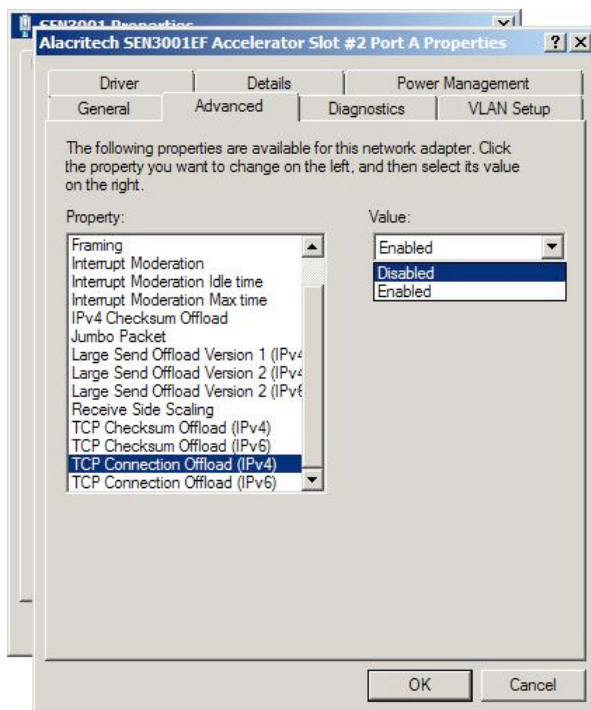 SEN3001 Properties
Alacritech SEN3001EF Accelerator Slot #2 Port A Properties
Driver
Details
Power Management
General
Advanced
Diagnostics
VLAN Setup
The following properties are available for this network adapter. Click
the property you want to change on the left, and then select its value
on the right.
Property:
Value:
Framing
Interrupt Moderation
Interrupt Moderation Idle time
Interrupt Moderation Max time
IPv4 Checksum Offload
Jumbo Packet
Large Send Offload Version 1 (IPv4
Large Send Offload Version 2 (IPv4
Large Send Offload Version 2 (IPv6
Receive Side Scaling
TCP Checksum Offload (IPv4)
TCP Checksum Offload (IPv6)
TCP Connection Offload (IPv4)
TCP Connection Offload (IPv6)
Enabled
Disabled
Enabled
OK
Cancel